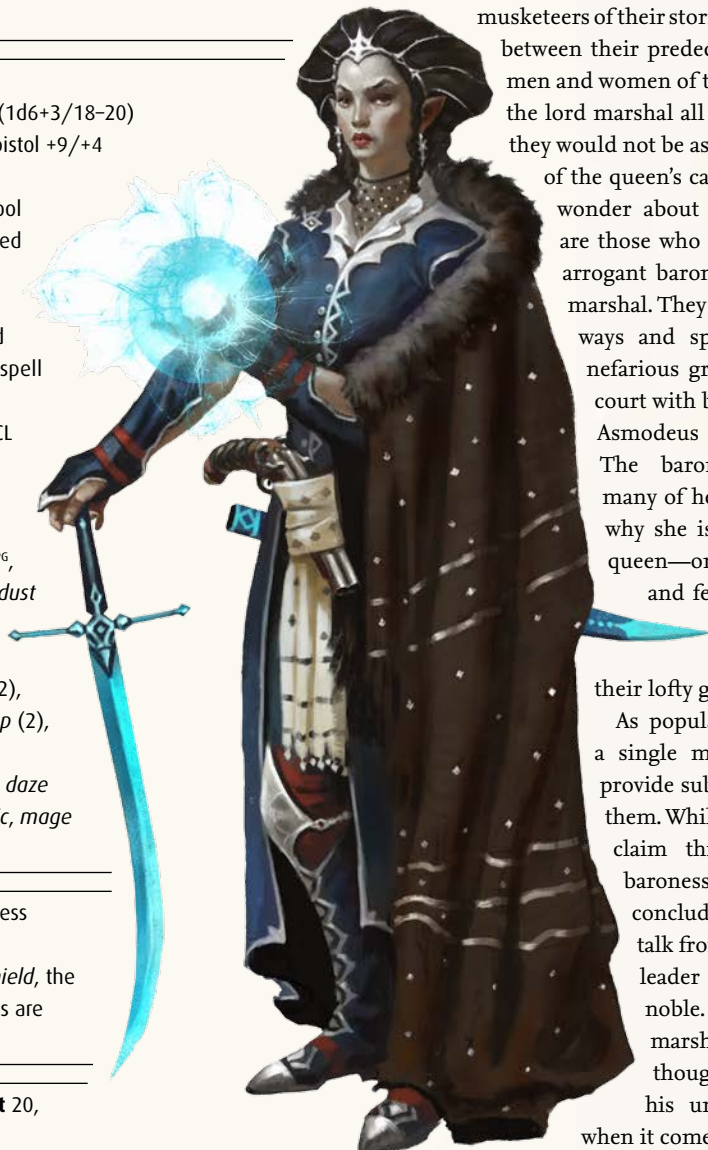 (1d6+3/18–20)
pistol +9/+4
ool
ed
d
spell
CL
PG,
dust
2),
p (2),
daze
ic, mage
ess
ield, the
s are
t 20,
musketeers of their stor
between their predec
men and women of t
the lord marshal all
they would not be as
of the queen's ca
wonder about
are those who
arrogant baron
marshal. They
ways and sp
nefarious gr
court with b
Asmodeus
The baron
many of he
why she is
queen—or
and fe
their lofty g
As popula
a single m
provide sub
them. Whil
claim thr
baroness
conclud
talk fro
leader
noble.
marsh
thoug
his un
when it come